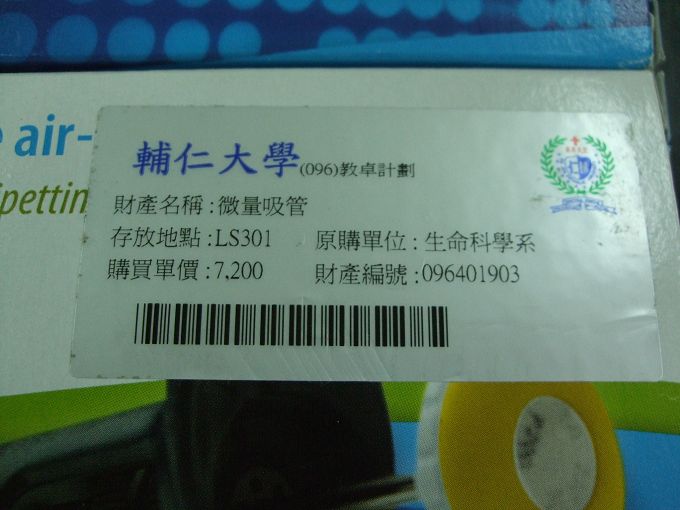 e air-
ipettin
輔仁大學(096)教卓計劃
財產名稱:微量吸管
存放地點:LS301 原購單位:生命科學系
購買單價:7,200 財產編號:096401903